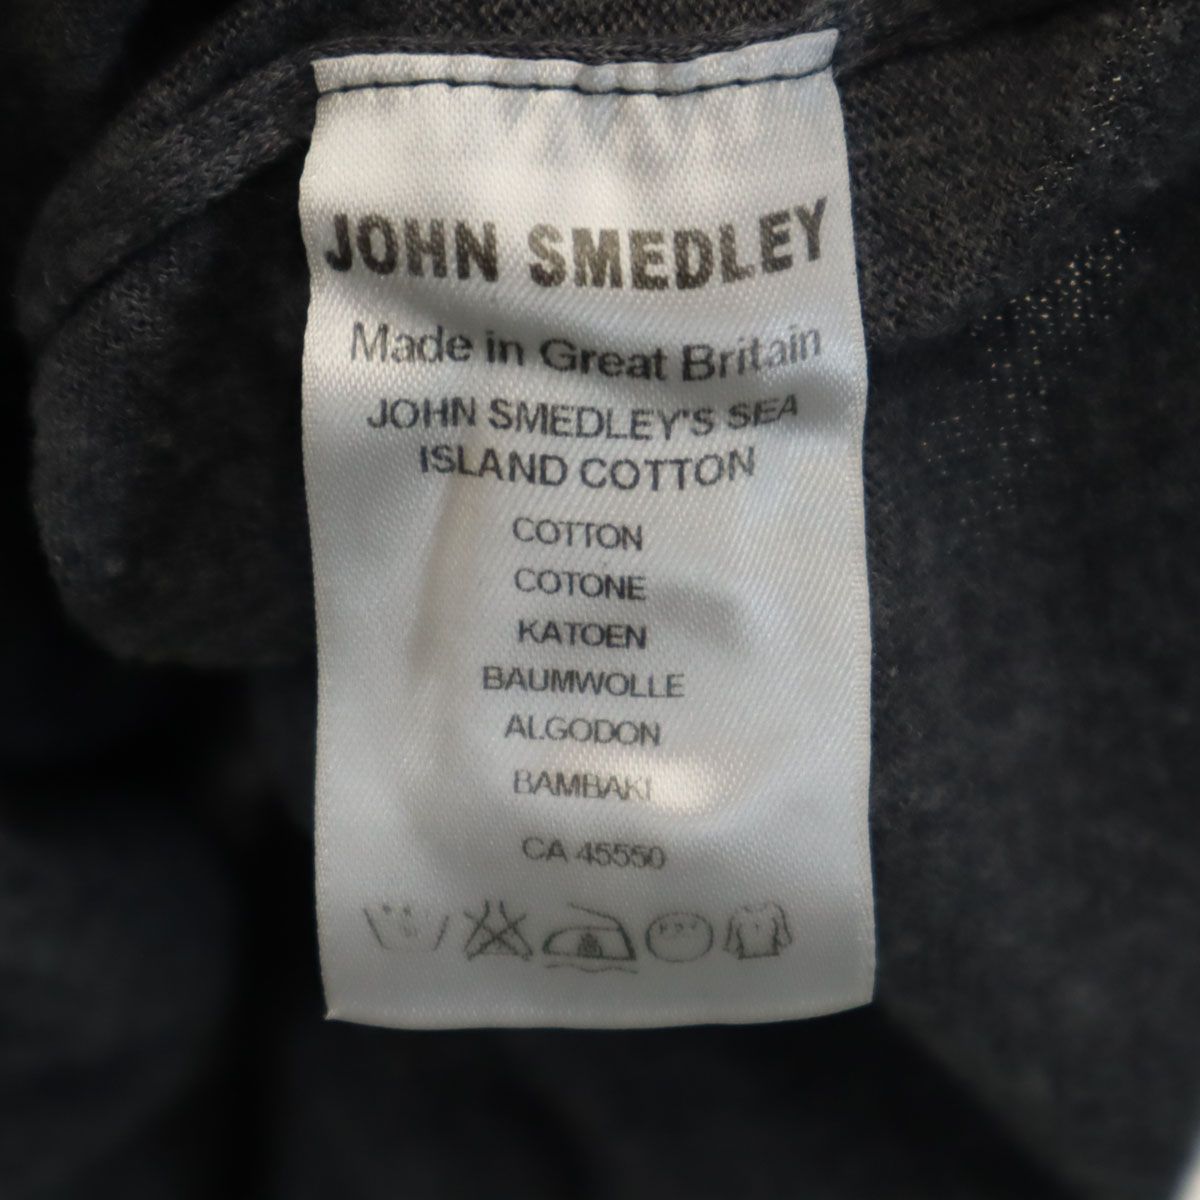 JOHN SMEDLEY
Made in Great Britain
JOHN SMEDLEY'S SEA
ISLAND COTTON
COTTON
COTONE
KATOEN
BAUMWOLLE
ALGODON
BAMBAKI
CA 45550